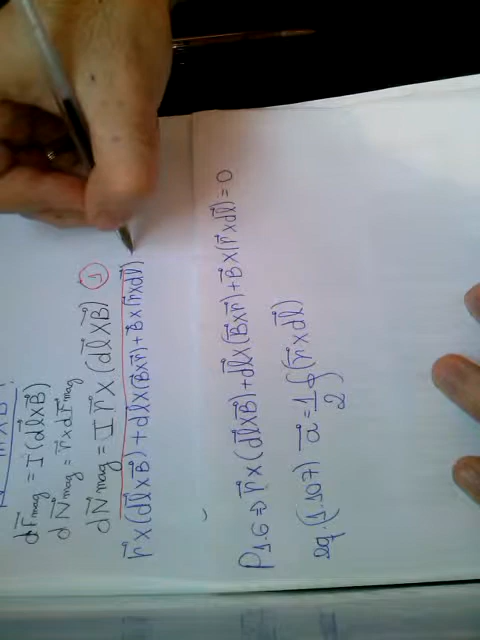 N = m × B
dF⃗mag = I (dl⃗ × B⃗)
dN⃗mag = r⃗ × dF⃗mag
dN⃗mag = I r⃗ × (dl⃗ × B⃗) 1
r⃗ × (dl⃗ × B⃗) + dl⃗ × (B⃗ × r⃗) + B⃗ × (r⃗ × dl⃗)
P1.6 ⇒ r⃗ × (dl⃗ × B⃗) + dl⃗ × (B⃗ × r⃗) + B⃗ × (r⃗ × dl⃗) = 0
eq. (1.107) a⃗ = 1/2 ∮ (r⃗ × dl⃗)